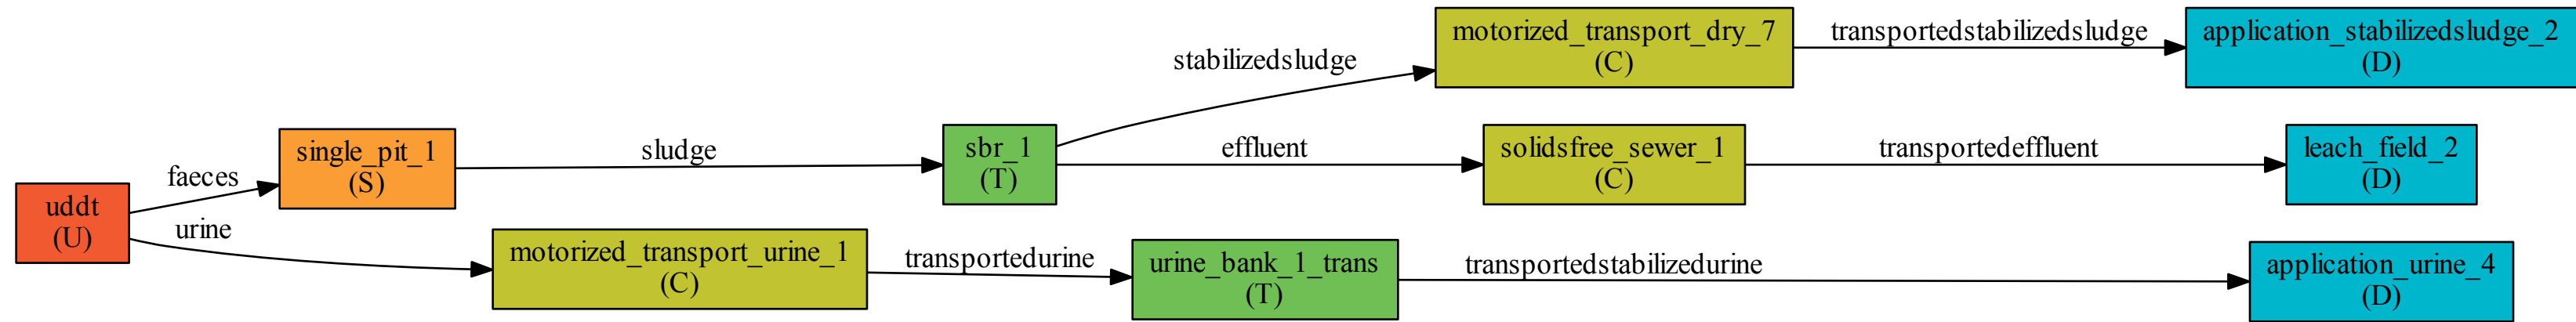 uddt
(U)
faeces
urine
single_pit_1
(S)
sludge
motorized_transport_urine_1
(C)
transportedurine
sbr_1
(T)
urine_bank_1_trans
(T)
stabilizedsludge
effluent
transportedstabilizedurine
motorized_transport_dry_7
(C)
solidsfree_sewer_1
(C)
transportedstabilizedsludge
transportedeffluent
application_stabilizedsludge_2
(D)
leach_field_2
(D)
application_urine_4
(D)